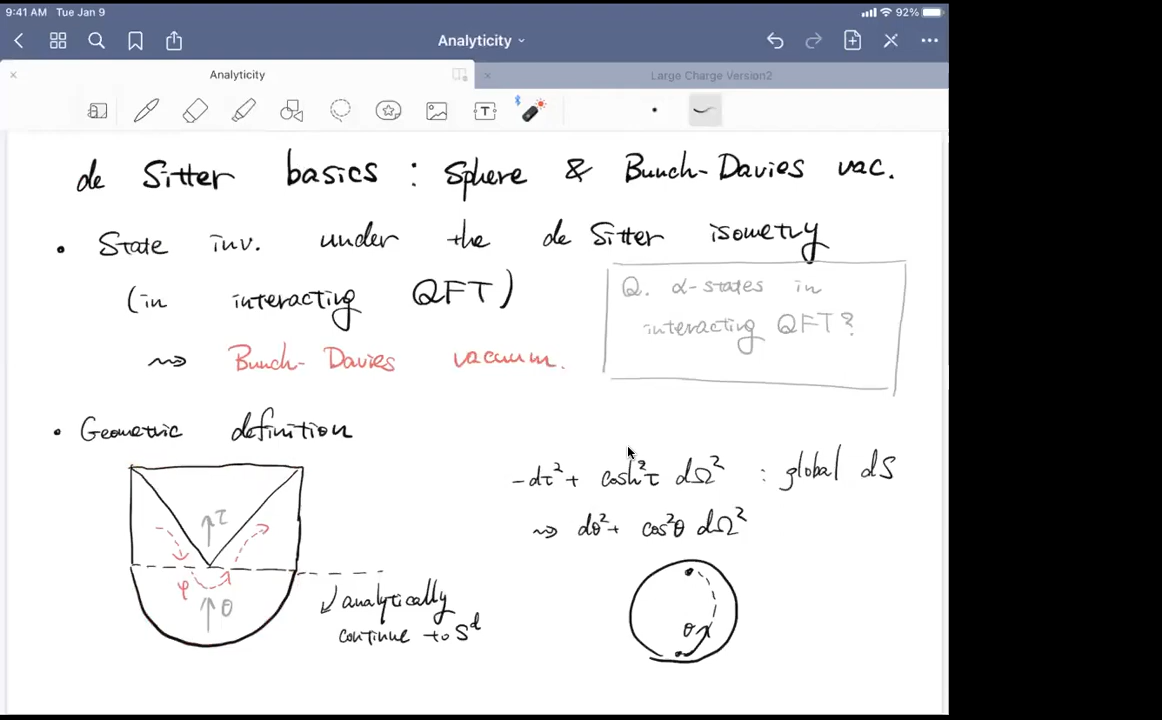 9:41 AM Tue Jan 9
92%
Analyticity
Analyticity
Large Charge Version2
de Sitter basics : Sphere & Bunch-Davies vac.
• State inv. under the de Sitter isometry
(in interacting QFT)
Q. α-states in
interacting QFT?
⇝ Bunch-Davies vacuum.
• Geometric definition
-dτ²+ cosh²τ dΩ² : global dS
⇝ dθ²+ cos²θ dΩ²
↑τ
φ
↑θ
↙ analytically
continue to S^d
θ